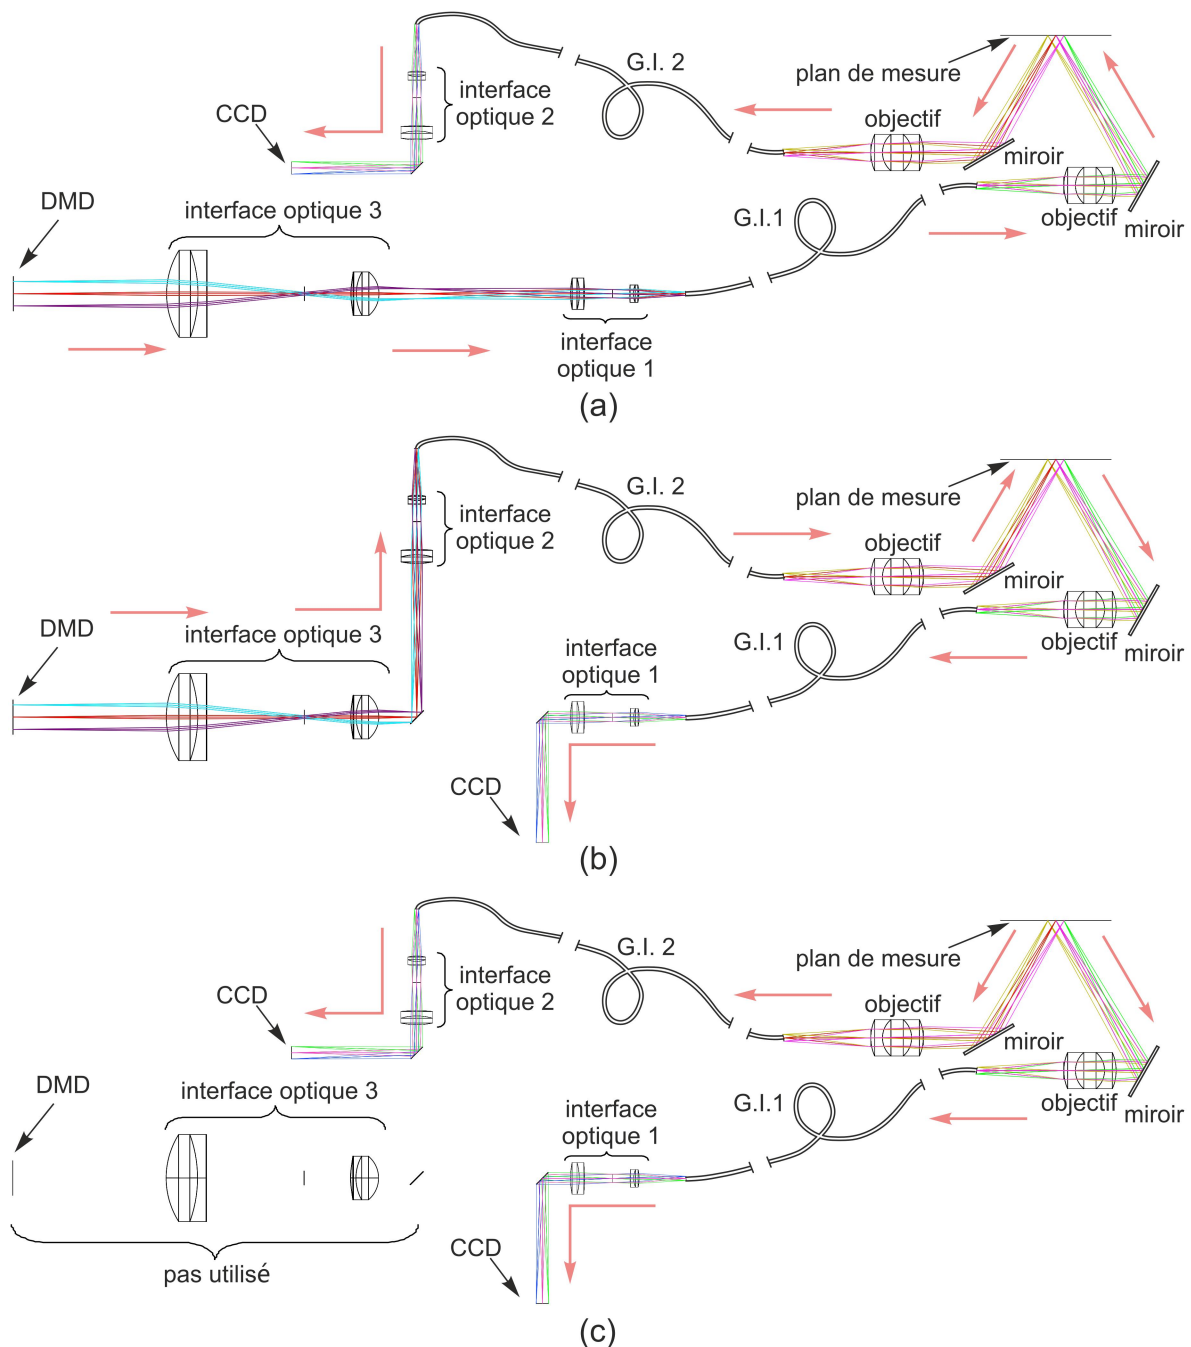 G.I. 2
plan de mesure
interface
optique 2
CCD
objectif
miroir
DMD
interface optique 3
G.I.1
objectif
miroir
interface
optique 1
(a)
G.I. 2
plan de mesure
interface
optique 2
objectif
miroir
DMD
interface optique 3
interface
optique 1
G.I.1
objectif
miroir
CCD
(b)
G.I. 2
plan de mesure
interface
optique 2
CCD
objectif
miroir
DMD
interface optique 3
interface
optique 1
G.I.1
objectif
miroir
CCD
pas utilisé
(c)